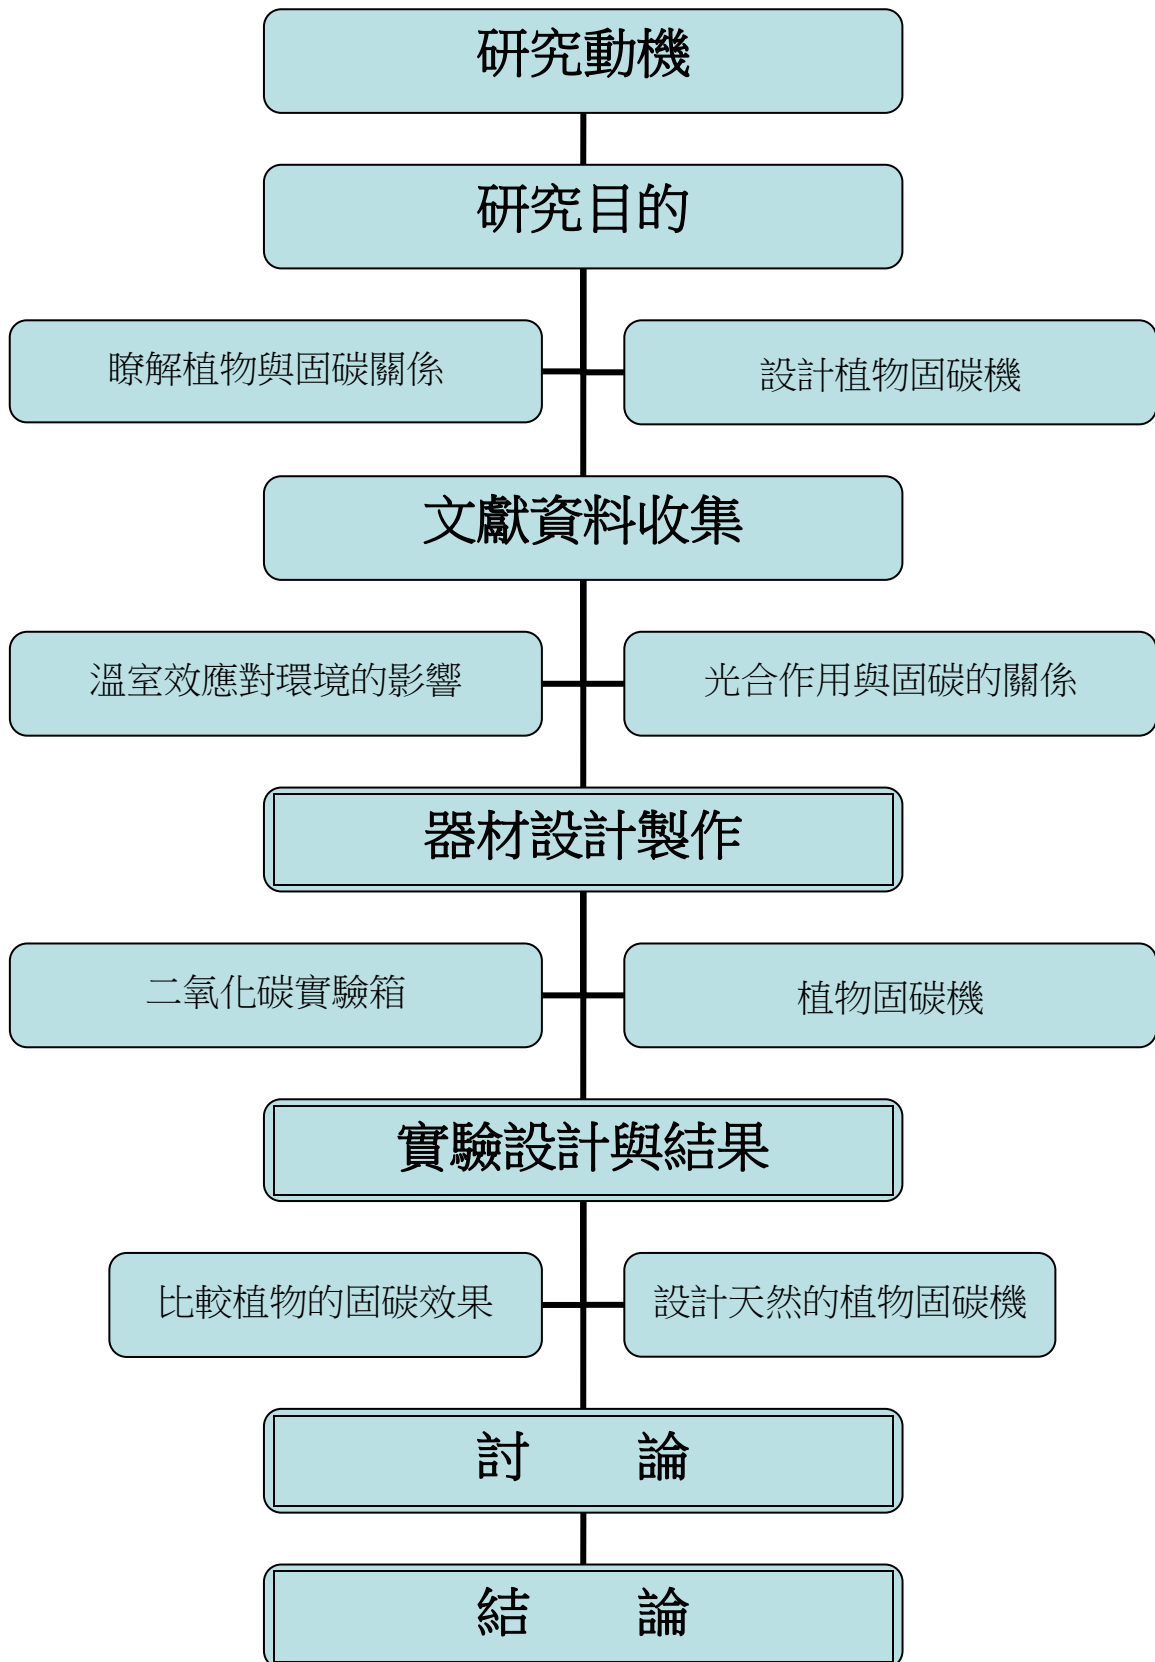 研究動機
研究目的
瞭解植物與固碳關係
設計植物固碳機
文獻資料收集
溫室效應對環境的影響
光合作用與固碳的關係
器材設計製作
二氧化碳實驗箱
植物固碳機
實驗設計與結果
比較植物的固碳效果
設計天然的植物固碳機
討　　論
結　　論